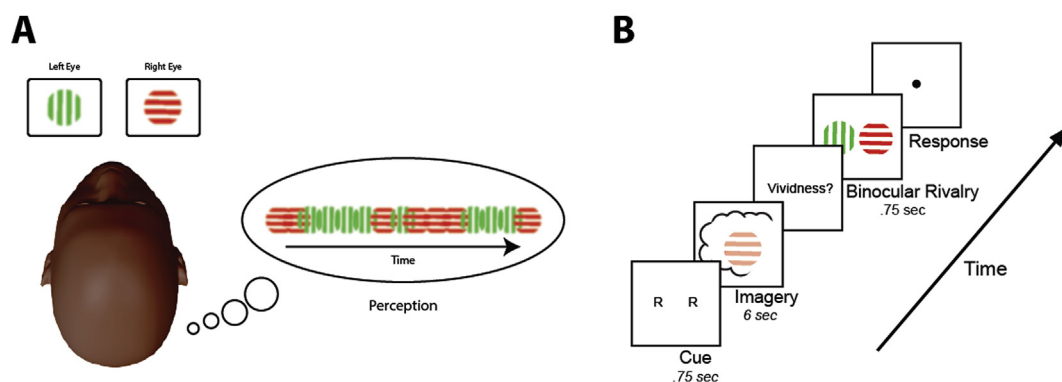 A
Left Eye
Right Eye
Time
Perception
B
Response
Vividness?
Binocular Rivalry
.75 sec
Imagery
6 sec
R R
Cue
.75 sec
Time